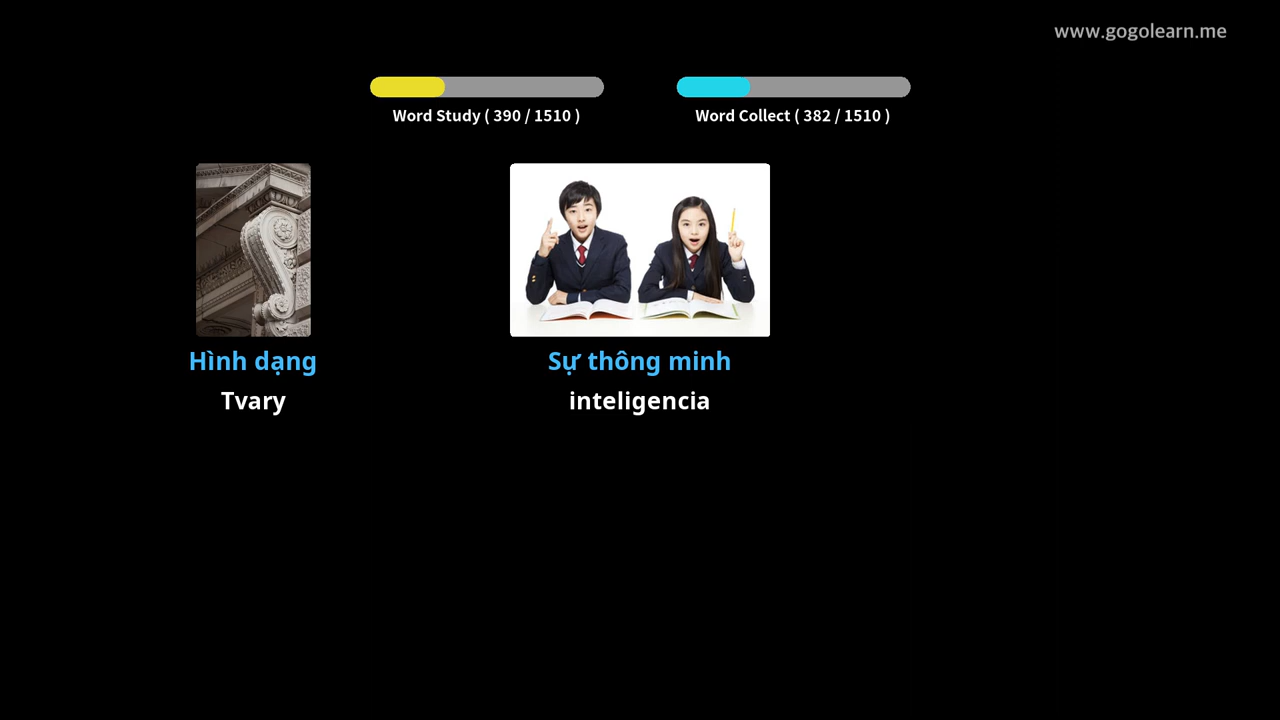 www.gogolearn.me
Word Study ( 390 / 1510 )
Word Collect ( 382 / 1510 )
Hình dạng
Tvary
Sự thông minh
inteligencia